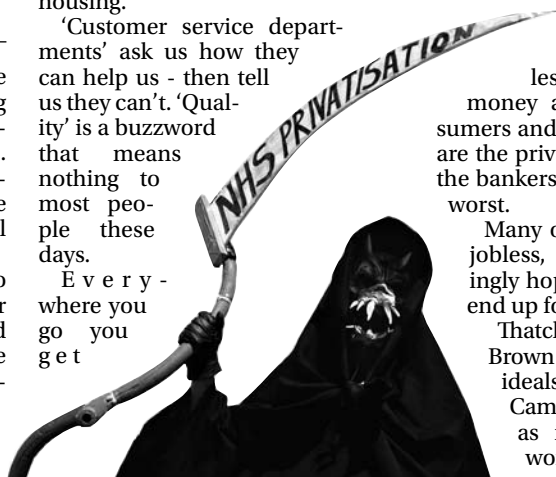 housing.
'Customer service depart-
ments' ask us how they
can help us - then tell
us they can't. 'Qual-
ity' is a buzzword
that means
nothing to
most peo-
ple these
days.
Every-
where you
go you
get
NHS PRIVATISATION
les
money a
sumers and
are the priv
the bankers
worst.
Many o
jobless,
ingly hop
end up fo
Thatch
Brown
ideals
Cam
as
wo